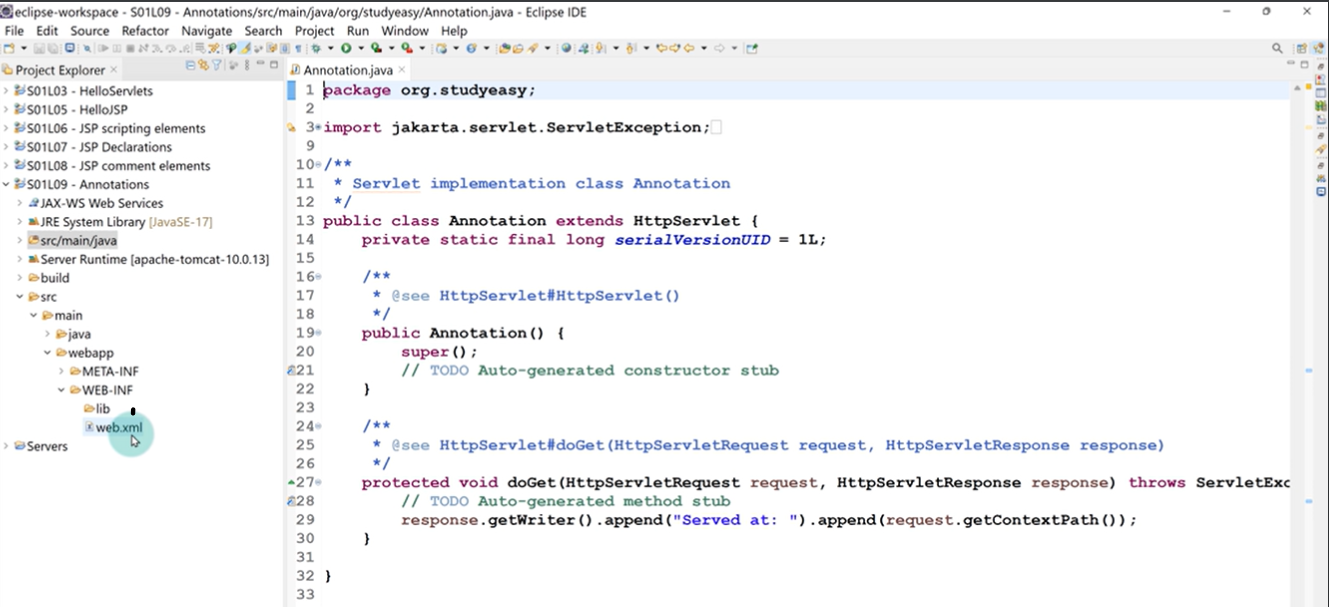 eclipse-workspace - S01L09 - Annotations/src/main/java/org/studyeasy/Annotation.java - Eclipse IDE
File Edit Source Refactor Navigate Search Project Run Window Help
Project Explorer
S01L03 - HelloServlets
S01L05 - HelloJSP
S01L06 - JSP scripting elements
S01L07 - JSP Declarations
S01L08 - JSP comment elements
S01L09 - Annotations
JAX-WS Web Services
JRE System Library [JavaSE-17]
src/main/java
Server Runtime [apache-tomcat-10.0.13]
build
src
main
java
webapp
META-INF
WEB-INF
lib
web.xml
Servers
Annotation.java
1 package org.studyeasy;
2
3 import jakarta.servlet.ServletException;
9
10 /**
11 * Servlet implementation class Annotation
12 */
13 public class Annotation extends HttpServlet {
14 private static final long serialVersionUID = 1L;
15
16 /**
17 * @see HttpServlet#HttpServlet()
18 */
19 public Annotation() {
20 super();
21 // TODO Auto-generated constructor stub
22 }
23
24 /**
25 * @see HttpServlet#doGet(HttpServletRequest request, HttpServletResponse response)
26 */
27 protected void doGet(HttpServletRequest request, HttpServletResponse response) throws ServletExc
28 // TODO Auto-generated method stub
29 response.getWriter().append("Served at: ").append(request.getContextPath());
30 }
31
32 }
33